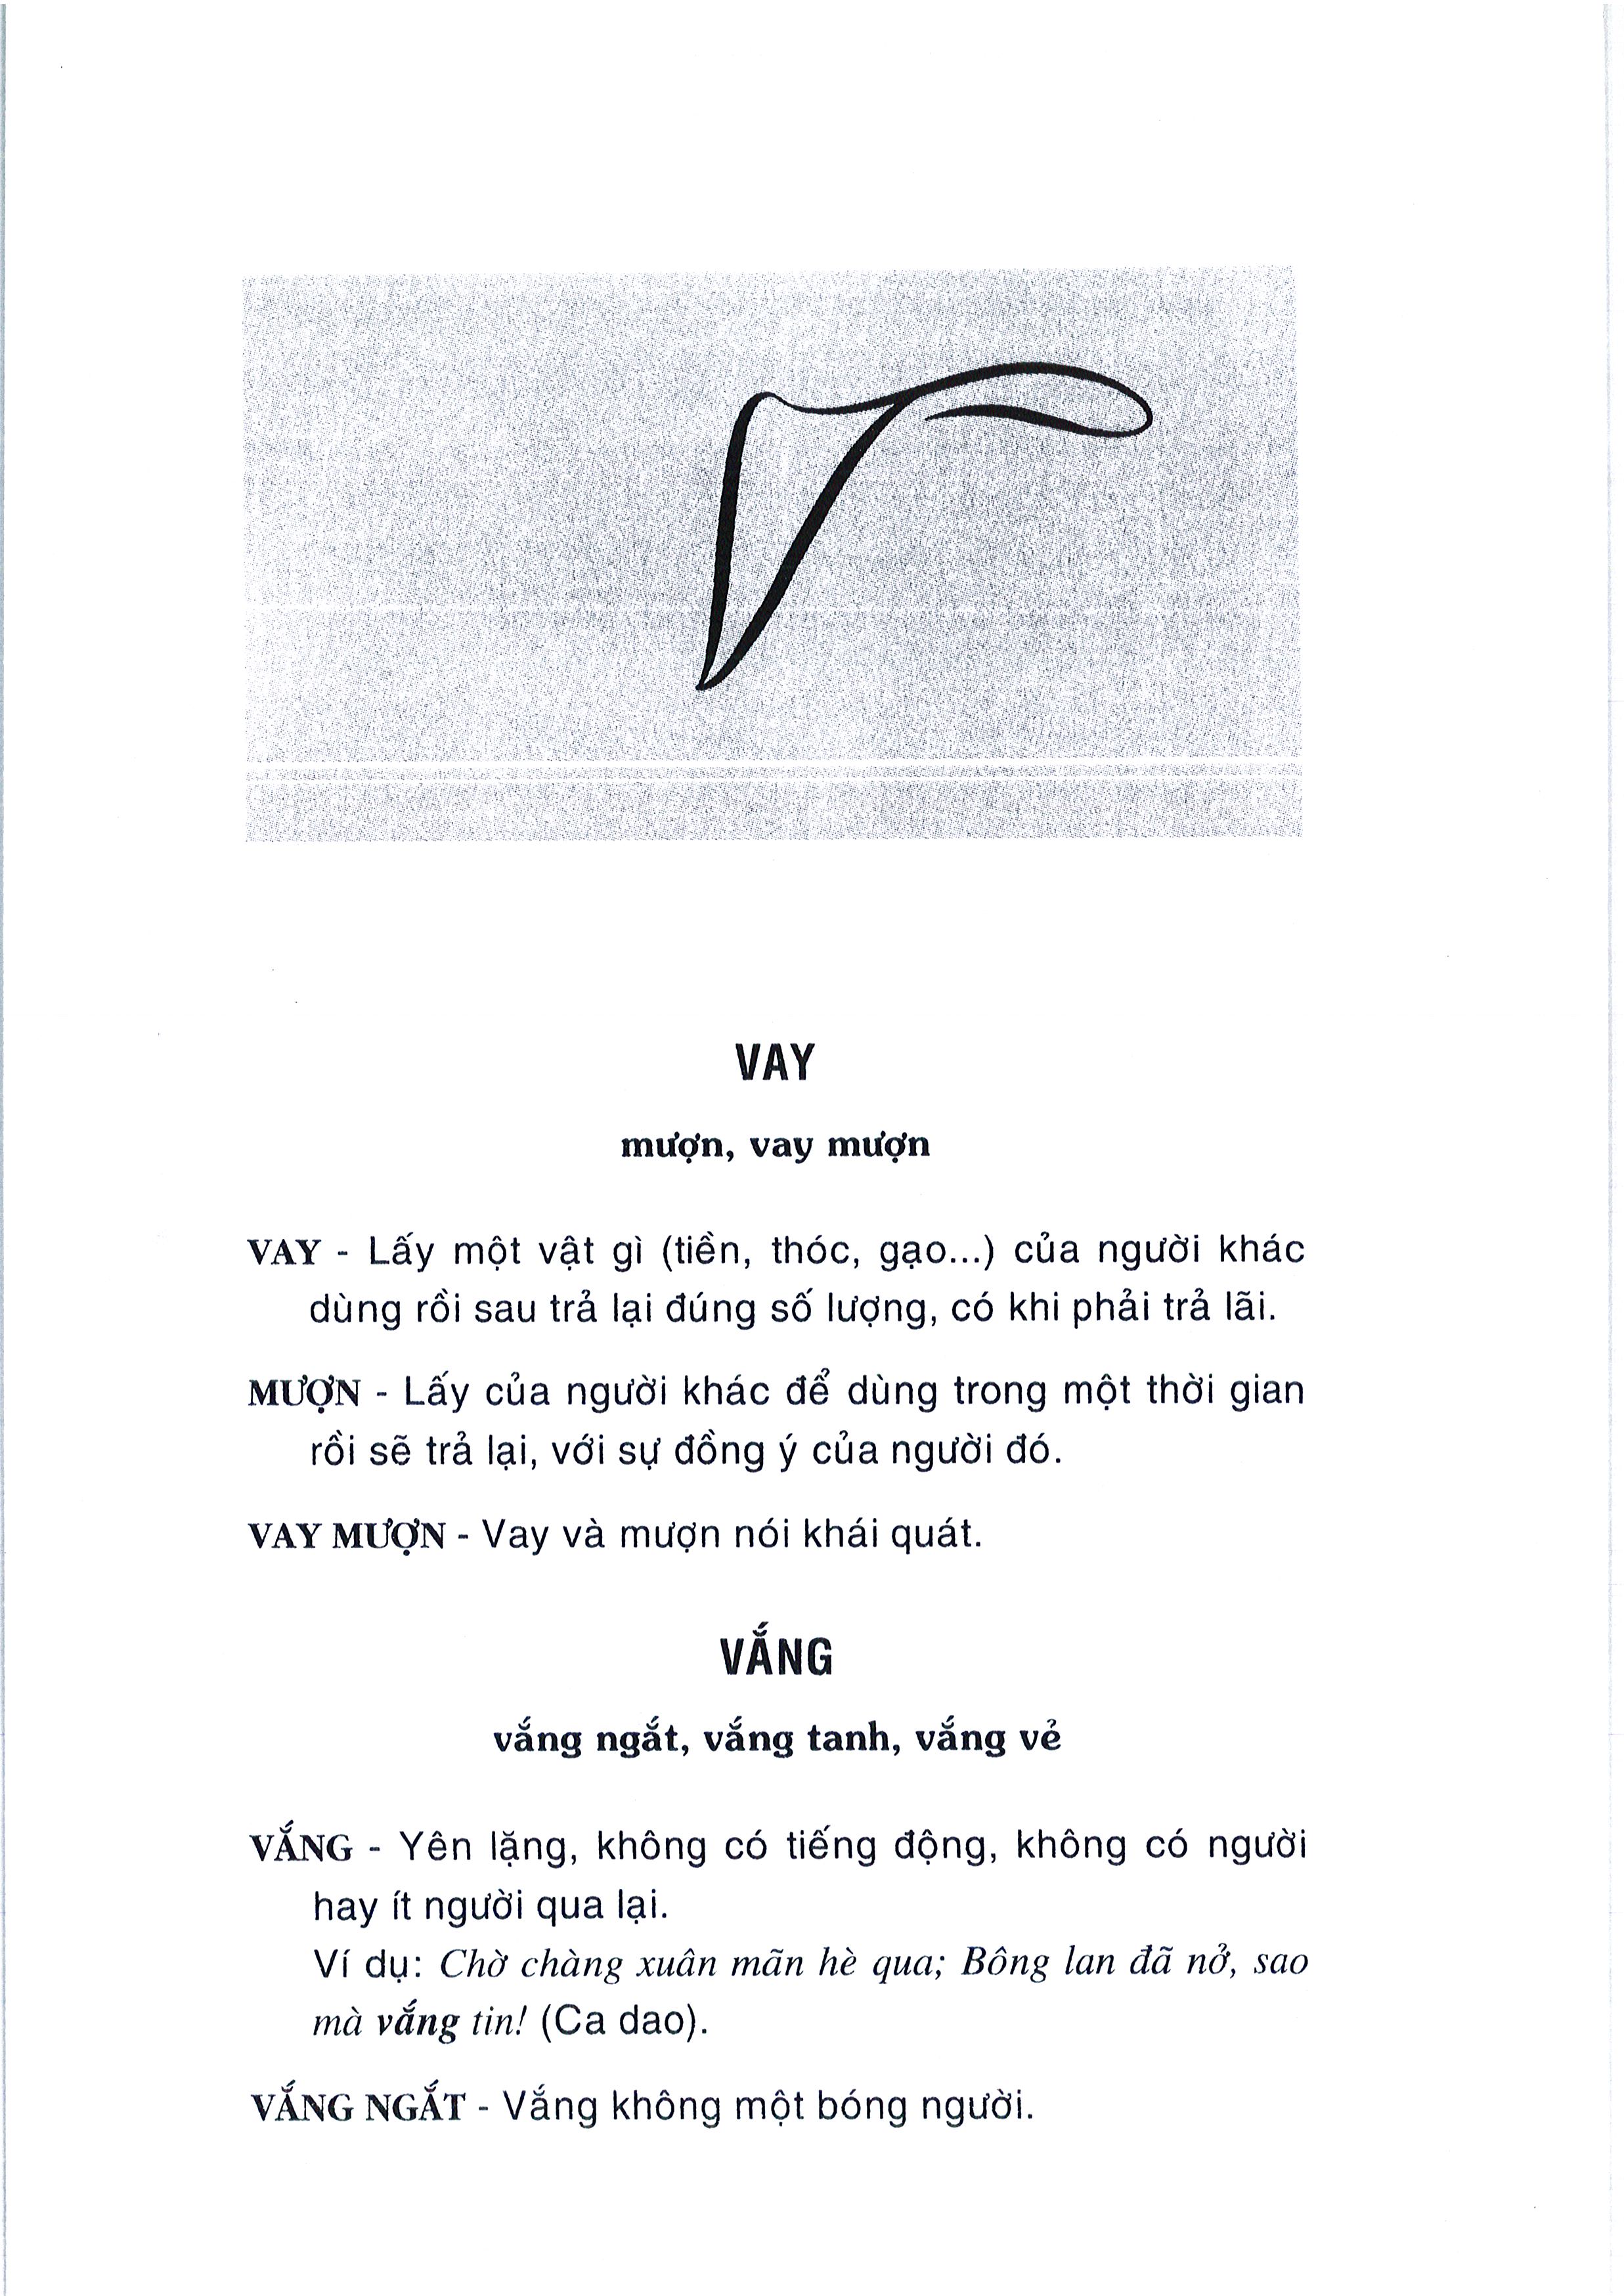 V
VAY
mượn, vay mượn
VAY - Lấy một vật gì (tiền, thóc, gạo...) của người khác
dùng rồi sau trả lại đúng số lượng, có khi phải trả lãi.
MƯỢN - Lấy của người khác để dùng trong một thời gian
rồi sẽ trả lại, với sự đồng ý của người đó.
VAY MƯỢN - Vay và mượn nói khái quát.
VẮNG
vắng ngắt, vắng tanh, vắng vẻ
VẮNG - Yên lặng, không có tiếng động, không có người
hay ít người qua lại.
Ví dụ: Chờ chàng xuân mãn hè qua; Bông lan đã nở, sao
mà vắng tin! (Ca dao).
VẮNG NGẮT - Vắng không một bóng người.